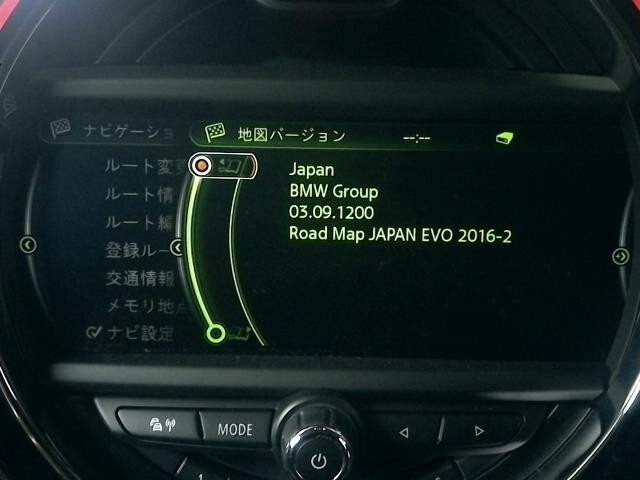 ナビゲーショ
地図バージョン
--:--
ルート変更
Japan
ルート情
BMW Group
ルート編
03.09.1200
登録ルー
Road Map JAPAN EVO 2016-2
交通情報
メモリ地点
ナビ設定
MODE
1